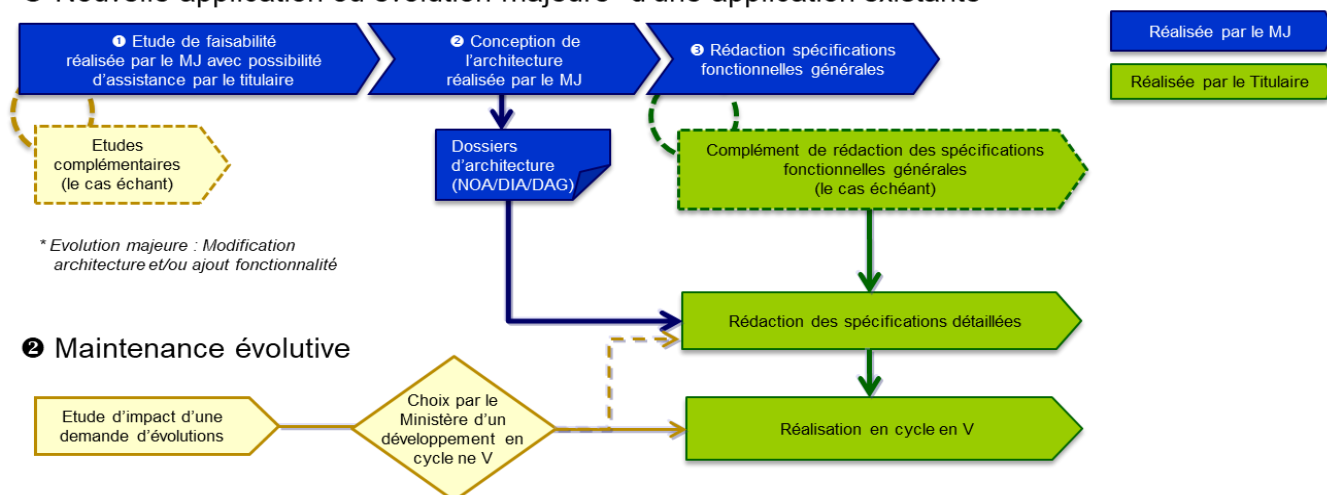 ❶ Nouvelle application ou évolution majeure* d'une application existante
❶ Etude de faisabilité
réalisée par le MJ avec possibilité
d'assistance par le titulaire
❷ Conception de
l'architecture
réalisée par le MJ
❸ Rédaction spécifications
fonctionnelles générales
Réalisée par le MJ
Réalisée par le Titulaire
Etudes
complémentaires
(le cas échant)
Dossiers
d'architecture
(NOA/DIA/DAG)
Complément de rédaction des spécifications
fonctionnelles générales
(le cas échéant)
* Evolution majeure : Modification
architecture et/ou ajout fonctionnalité
Rédaction des spécifications détaillées
❷ Maintenance évolutive
Etude d'impact d'une
demande d'évolutions
Choix par le
Ministère d'un
développement en
cycle ne V
Réalisation en cycle en V